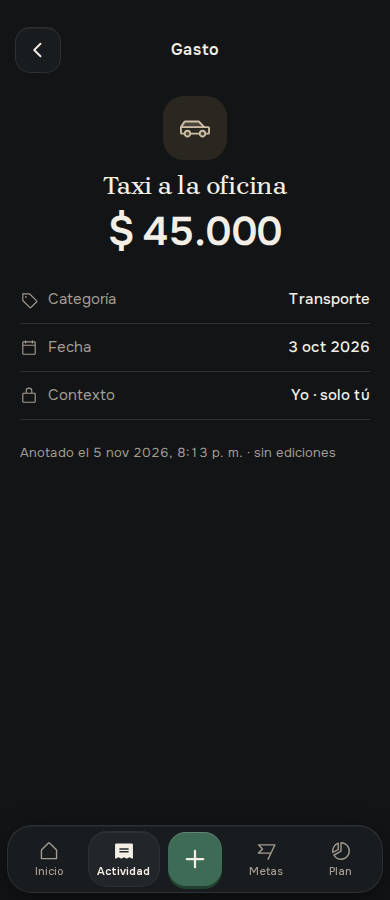 Gasto
Taxi a la oficina
$ 45.000
Categoría Transporte
Fecha 3 oct 2026
Contexto Yo · solo tú
Anotado el 5 nov 2026, 8:13 p. m. · sin ediciones
Inicio Actividad Metas Plan